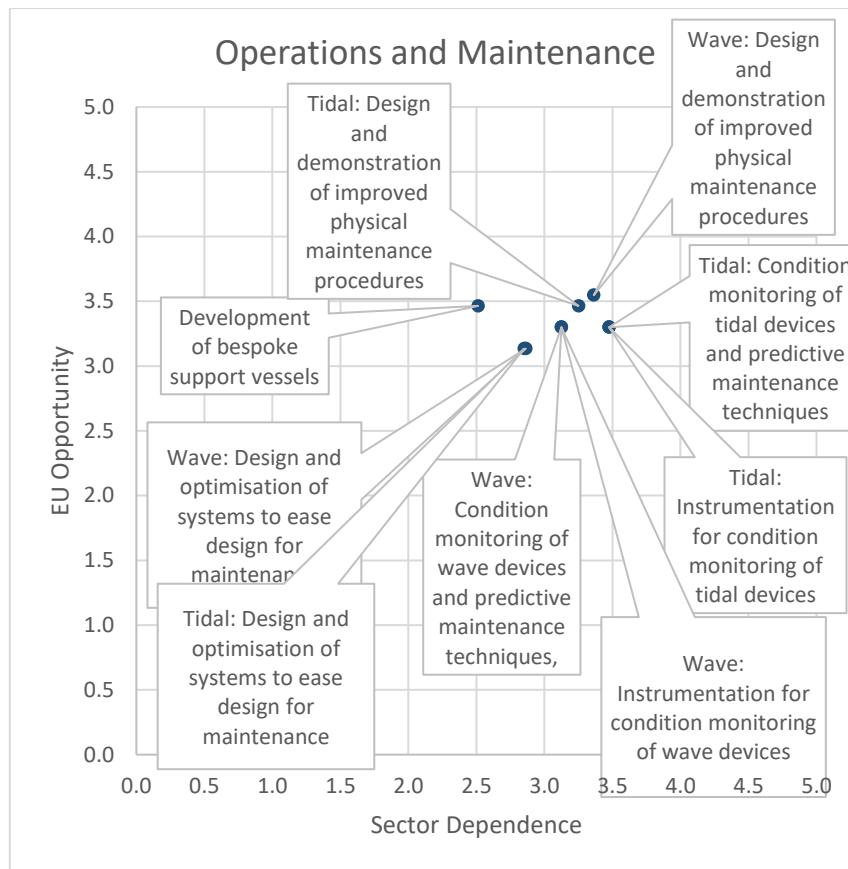 Operations and Maintenance
Wave: Design
and
demonstration
of improved
physical
maintenance
procedures
Tidal: Design
and
demonstration
of improved
physical
maintenance
procedures
Tidal: Condition
monitoring of
tidal devices
and predictive
maintenance
techniques
Development
of bespoke
support vessels
Wave: Design and
optimisation of
systems to ease
design for
Tidal: Design and
optimisation of
systems to ease
design for
maintenance
Wave:
Condition
monitoring of
wave devices
and predictive
maintenance
techniques,
Tidal:
Instrumentation
for condition
monitoring of
tidal devices
Wave:
Instrumentation for
condition monitoring
of wave devices
EU Opportunity
5.0
4.5
4.0
3.5
3.0
2.5
2.0
1.5
1.0
0.5
0.0
0.0 0.5 1.0 1.5 2.0 2.5 3.0 3.5 4.0 4.5 5.0
Sector Dependence